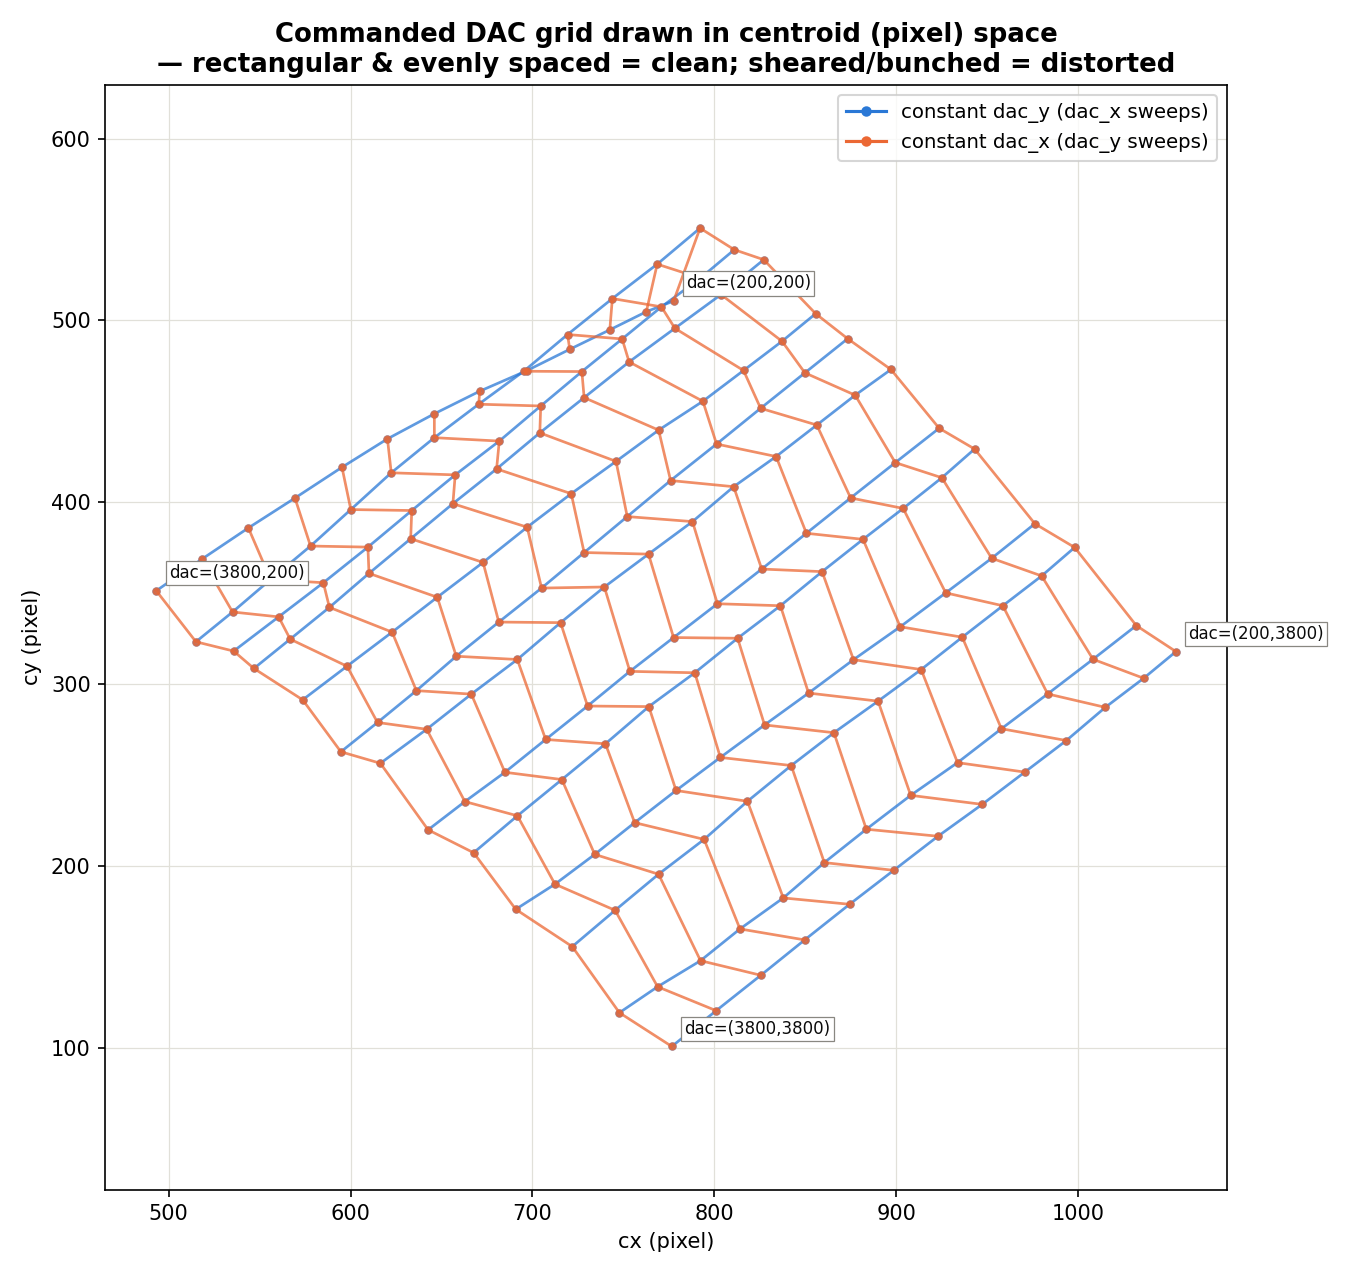 Commanded DAC grid drawn in centroid (pixel) space
— rectangular & evenly spaced = clean; sheared/bunched = distorted
constant dac_y (dac_x sweeps)
constant dac_x (dac_y sweeps)
600
500
400
300
200
100
cy (pixel)
dac=(200,200)
dac=(3800,200)
dac=(200,3800)
dac=(3800,3800)
500
600
700
800
900
1000
cx (pixel)